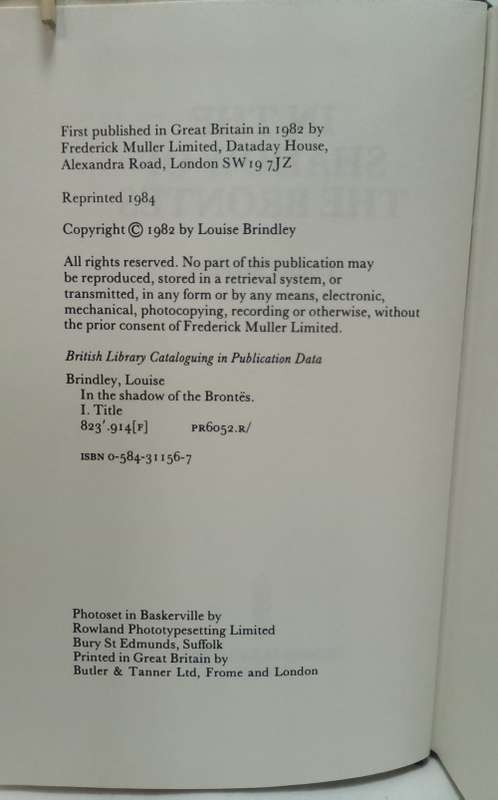 First published in Great Britain in 1982 by
Frederick Muller Limited, Dataday House,
Alexandra Road, London SW19 7JZ
Reprinted 1984
Copyright © 1982 by Louise Brindley
All rights reserved. No part of this publication may
be reproduced, stored in a retrieval system, or
transmitted, in any form or by any means, electronic,
mechanical, photocopying, recording or otherwise, without
the prior consent of Frederick Muller Limited.
British Library Cataloguing in Publication Data
Brindley, Louise
In the shadow of the Brontës.
I. Title
823'.914[F] PR6052.R/
ISBN 0-584-31156-7
Photoset in Baskerville by
Rowland Phototypesetting Limited
Bury St Edmunds, Suffolk
Printed in Great Britain by
Butler & Tanner Ltd, Frome and London